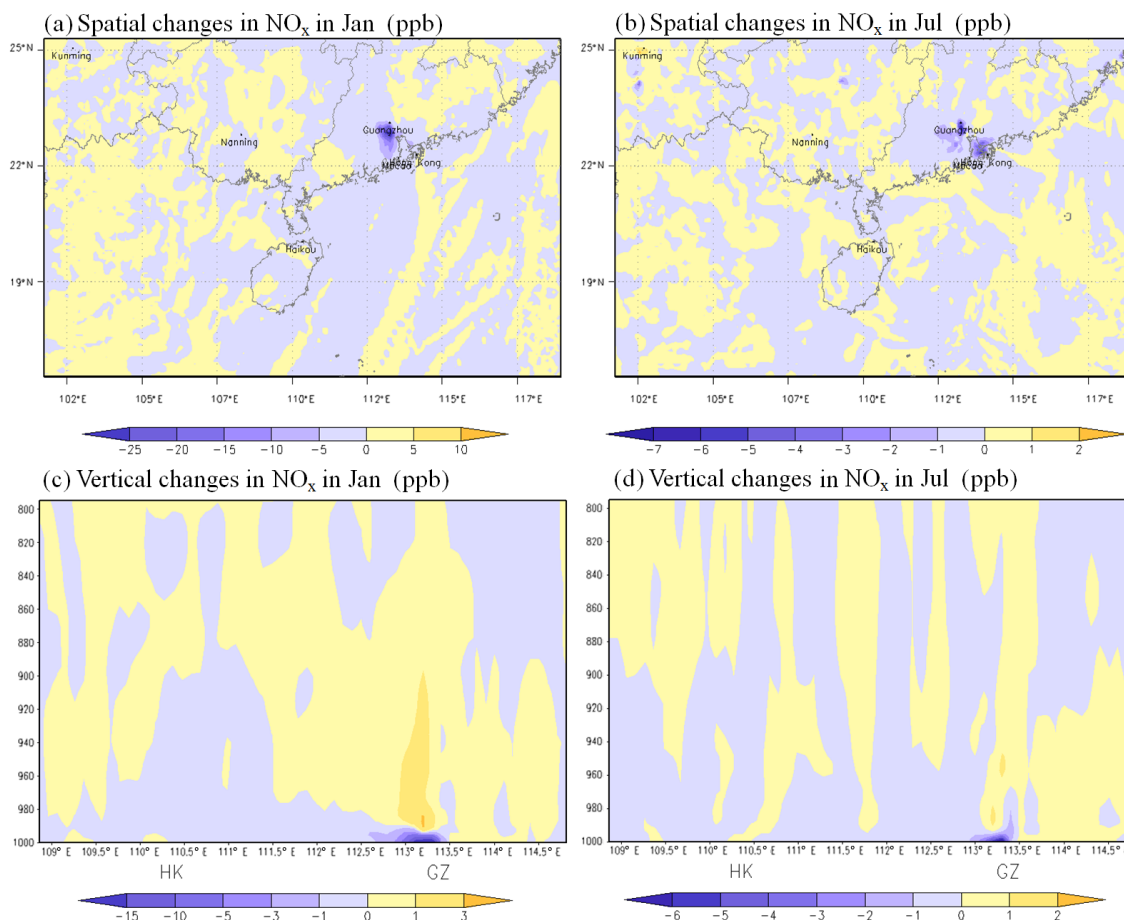 (a) Spatial changes in NOx in Jan (ppb)
(b) Spatial changes in NOx in Jul (ppb)
25°N
Kunming
Guangzhou
Nanning
22°N
Hong Kong
Haikou
19°N
102°E 105°E 107°E 110°E 112°E 115°E 117°E
-25 -20 -15 -10 -5 0 5 10
25°N
Kunming
Guangzhou
Nanning
22°N
Hong Kong
Haikou
19°N
102°E 105°E 107°E 110°E 112°E 115°E 117°E
-7 -6 -5 -4 -3 -2 -1 0 1 2
(c) Vertical changes in NOx in Jan (ppb)
(d) Vertical changes in NOx in Jul (ppb)
800
820
840
860
880
900
920
940
960
980
1000
109° E 109.5° E 110° E 110.5° E 111° E 111.5° E 112° E 112.5° E 113° E 113.5° E 114° E 114.5° E
HK GZ
-15 -10 -5 -3 -1 0 1 3
800
820
840
860
880
900
920
940
960
980
1000
109° E 109.5° E 110° E 110.5° E 111° E 111.5° E 112° E 112.5° E 113° E 113.5° E 114° E 114.5° E
HK GZ
-6 -5 -4 -3 -2 -1 0 1 2